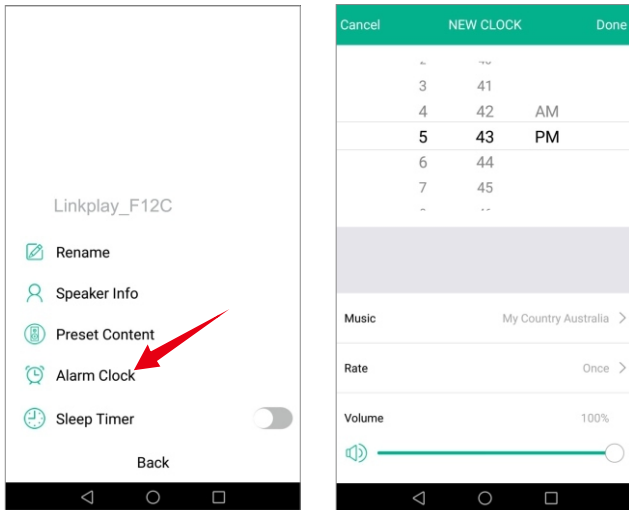 Linkplay_F12C
Rename
Speaker Info
Preset Content
Alarm Clock
Sleep Timer
Back
Cancel NEW CLOCK Done
3 41
4 42 AM
5 43 PM
6 44
7 45
Music My Country Australia >
Rate Once >
Volume 100%